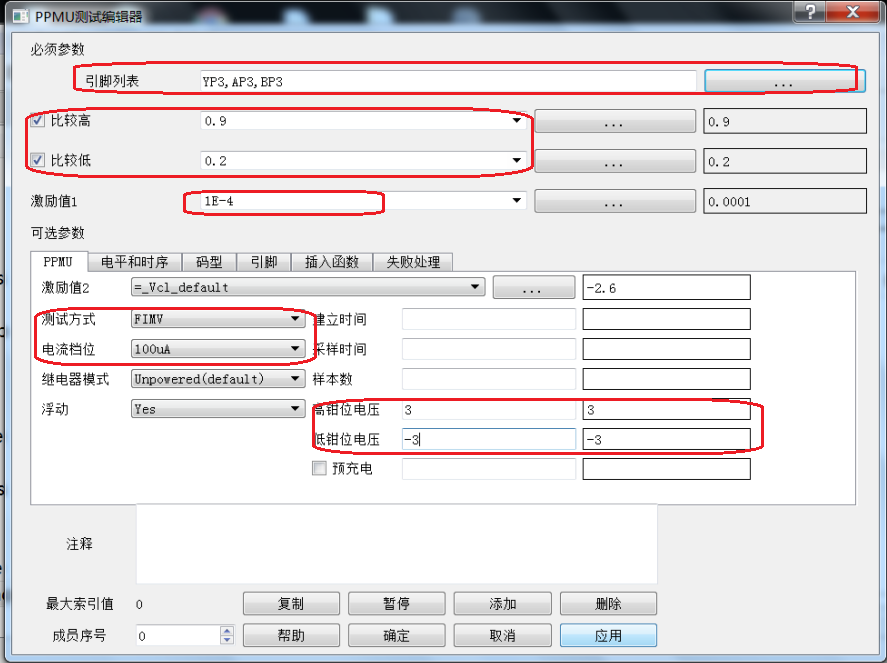 PPMU测试编辑器
?
X
必须参数
引脚列表 YP3,AP3,BP3 ...
比较高 0.9 ... 0.9
比较低 0.2 ... 0.2
激励值1 1E-4 ... 0.0001
可选参数
PPMU 电平和时序 码型 引脚 插入函数 失败处理
激励值2 =_Vcl_default ... -2.6
测试方式 FIMV 建立时间
电流档位 100uA 采样时间
继电器模式 Unpowered(default) 样本数
浮动 Yes 高钳位电压 3 3
低钳位电压 -3 -3
预充电
注释
最大索引值 0 复制 暂停 添加 删除
成员序号 0 帮助 确定 取消 应用